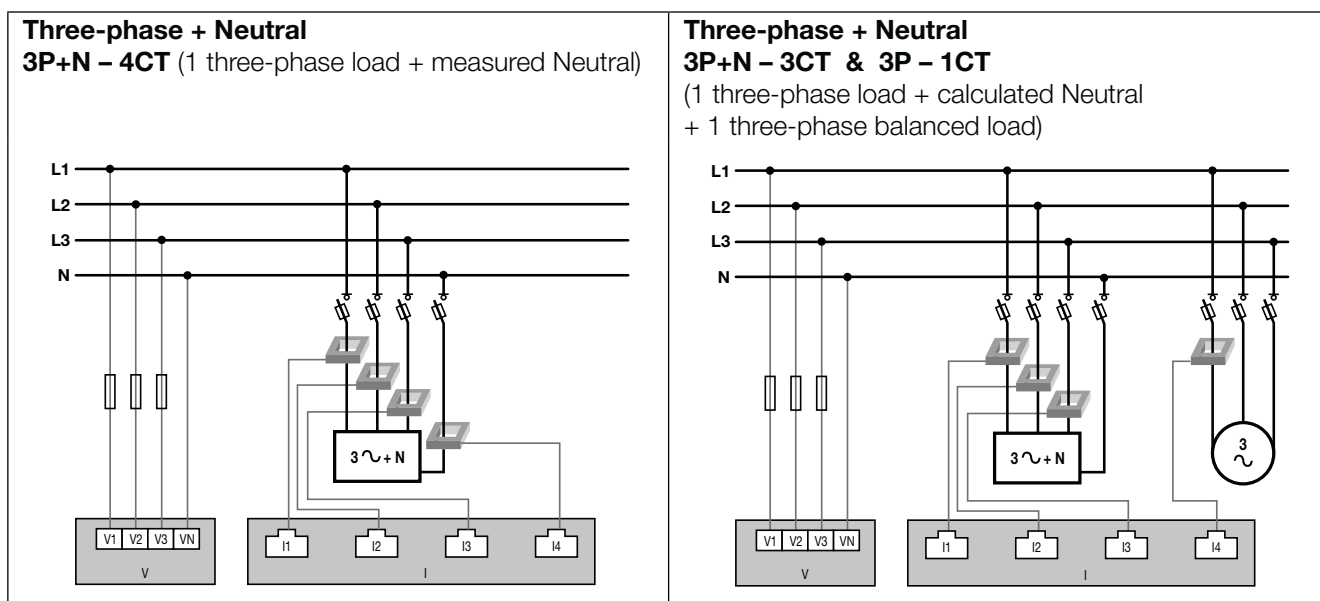 Three-phase + Neutral
3P+N – 4CT (1 three-phase load + measured Neutral)
L1
L2
L3
N
3 ∿ + N
V1 V2 V3 VN
V
I1 I2 I3 I4
I
Three-phase + Neutral
3P+N – 3CT & 3P – 1CT
(1 three-phase load + calculated Neutral
+ 1 three-phase balanced load)
L1
L2
L3
N
3 ∿ + N
3
∿
V1 V2 V3 VN
V
I1 I2 I3 I4
I